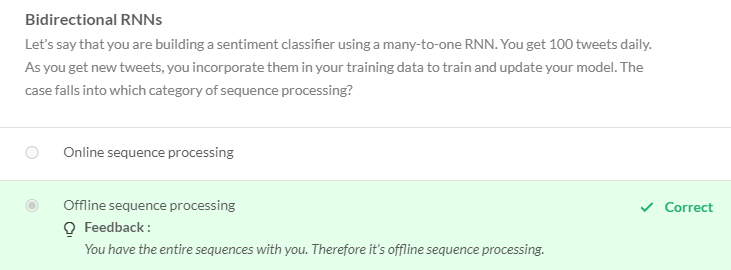 Bidirectional RNNs
Let's say that you are building a sentiment classifier using a many-to-one RNN. You get 100 tweets daily.
As you get new tweets, you incorporate them in your training data to train and update your model. The
case falls into which category of sequence processing?
Online sequence processing
Offline sequence processing
Correct
Feedback :
You have the entire sequences with you. Therefore it's offline sequence processing.